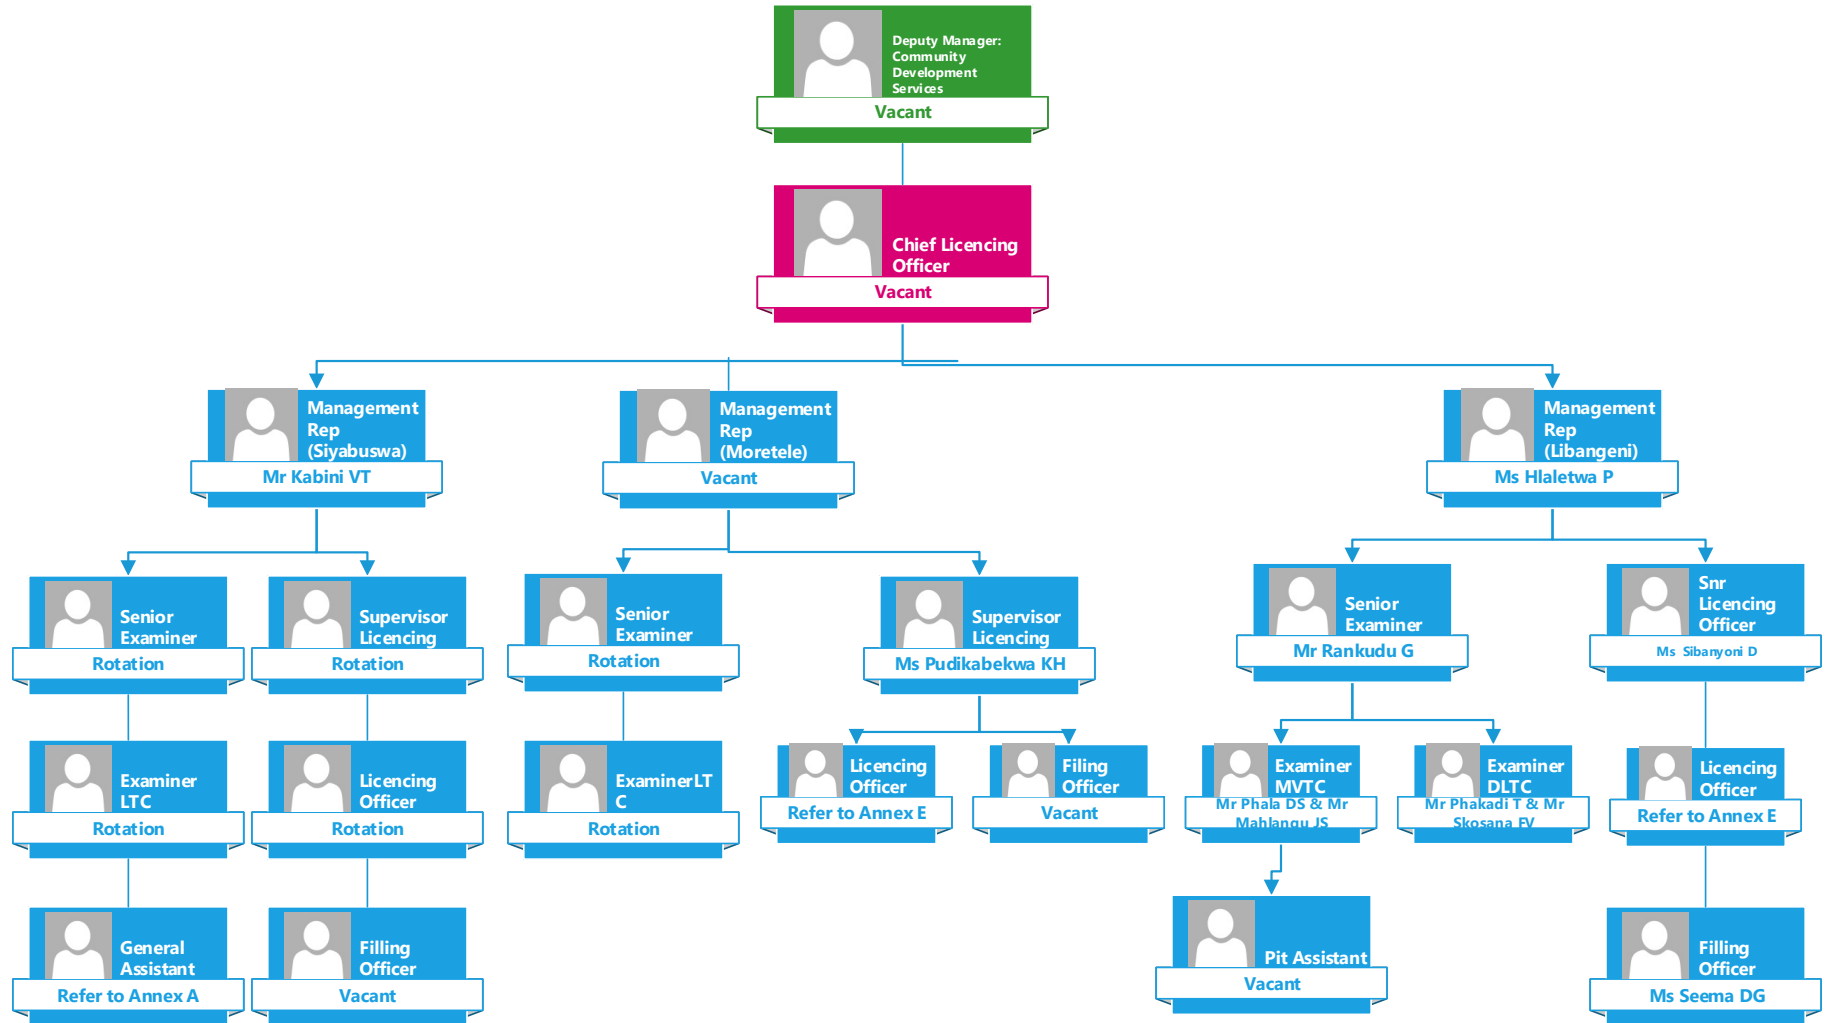 Deputy Manager:
Community
Development
Services
Vacant
Chief Licencing
Officer
Vacant
Management
Rep
(Siyabuswa)
Mr Kabini VT
Management
Rep
(Moretele)
Vacant
Management
Rep
(Libangeni)
Ms Hlaletwa P
Senior
Examiner
Rotation
Supervisor
Licencing
Rotation
Senior
Examiner
Rotation
Supervisor
Licencing
Ms Pudikabekwa KH
Senior
Examiner
Mr Rankudu G
Snr
Licencing
Officer
Ms Sibanyoni D
Examiner
LTC
Rotation
Licencing
Officer
Rotation
ExaminerLT
C
Rotation
Licencing
Officer
Refer to Annex E
Filing
Officer
Vacant
Examiner
MVTC
Mr Phala DS & Mr
Mahlangu JS
Examiner
DLTC
Mr Phakadi T & Mr
Skosana FV
Licencing
Officer
Refer to Annex E
General
Assistant
Refer to Annex A
Filling
Officer
Vacant
Pit Assistant
Vacant
Filling
Officer
Ms Seema DG